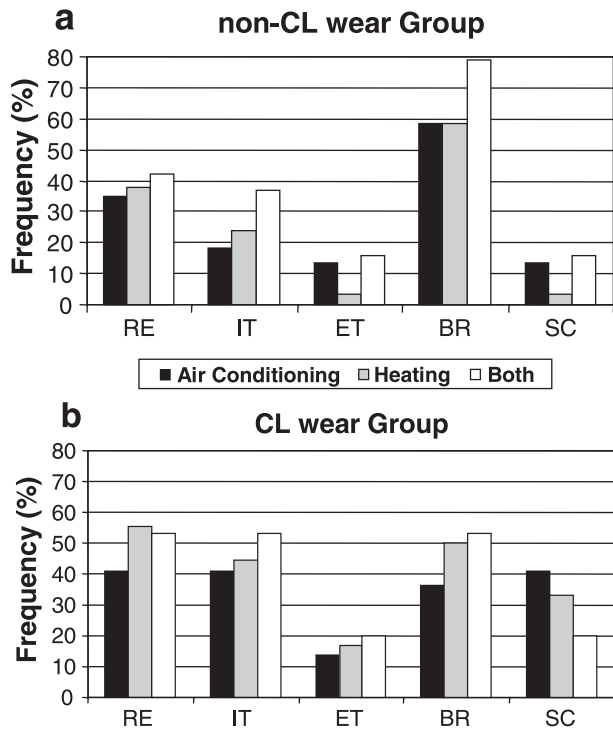 a non-CL wear Group
Frequency (%)
80
70
60
50
40
30
20
10
0
RE IT ET BR SC
Air Conditioning Heating Both
b CL wear Group
Frequency (%)
80
70
60
50
40
30
20
10
0
RE IT ET BR SC